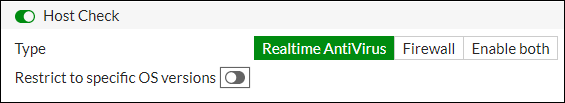 Host Check
Type Realtime AntiVirus Firewall Enable both
Restrict to specific OS versions